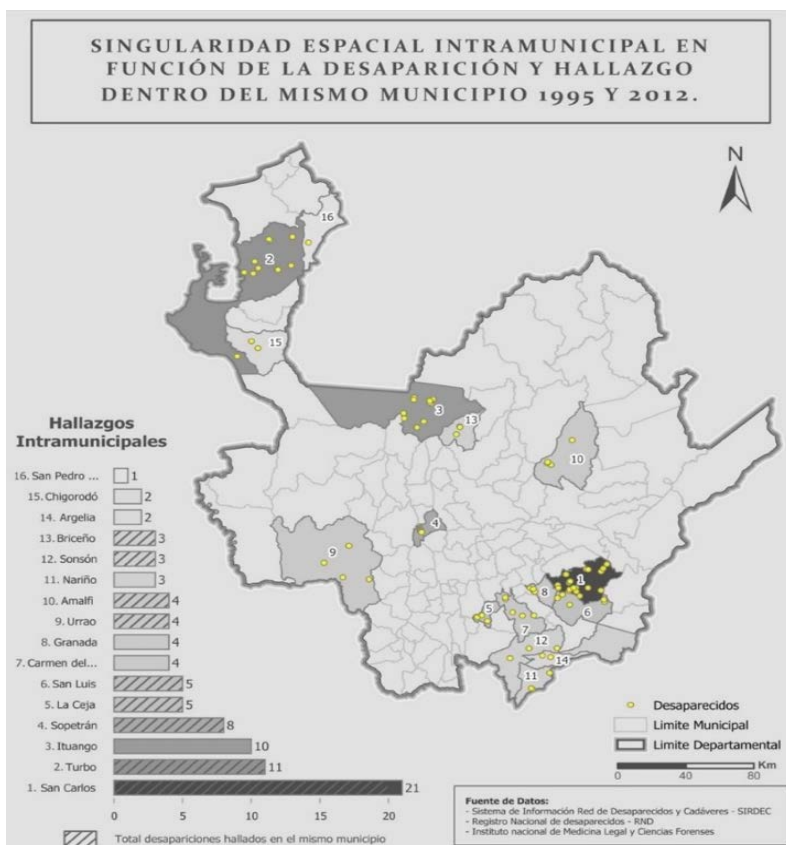 SINGULARIDAD ESPACIAL INTRAMUNICIPAL EN
FUNCIÓN DE LA DESAPARICIÓN Y HALLAZGO
DENTRO DEL MISMO MUNICIPIO 1995 Y 2012.
N
16
2
15
3
13
10
4
9
1
8
6
5
7
12
14
11
Hallazgos
Intramunicipales
16. San Pedro ... 1
15. Chigorodó 2
14. Argelia 2
13. Briceño 3
12. Sonsón 3
11. Nariño 3
10. Amalfi 4
9. Urrao 4
8. Granada 4
7. Carmen del... 4
6. San Luis 5
5. La Ceja 5
4. Sopetrán 8
3. Ituango 10
2. Turbo 11
1. San Carlos 21
0 5 10 15 20
Total desapariciones hallados en el mismo municipio
Desaparecidos
Limite Municipal
Limite Departamental
Km
0 40 80
Fuente de Datos:
- Sistema de Información Red de Desaparecidos y Cadáveres - SIRDEC
- Registro Nacional de desaparecidos - RND
- Instituto nacional de Medicina Legal y Ciencias Forenses